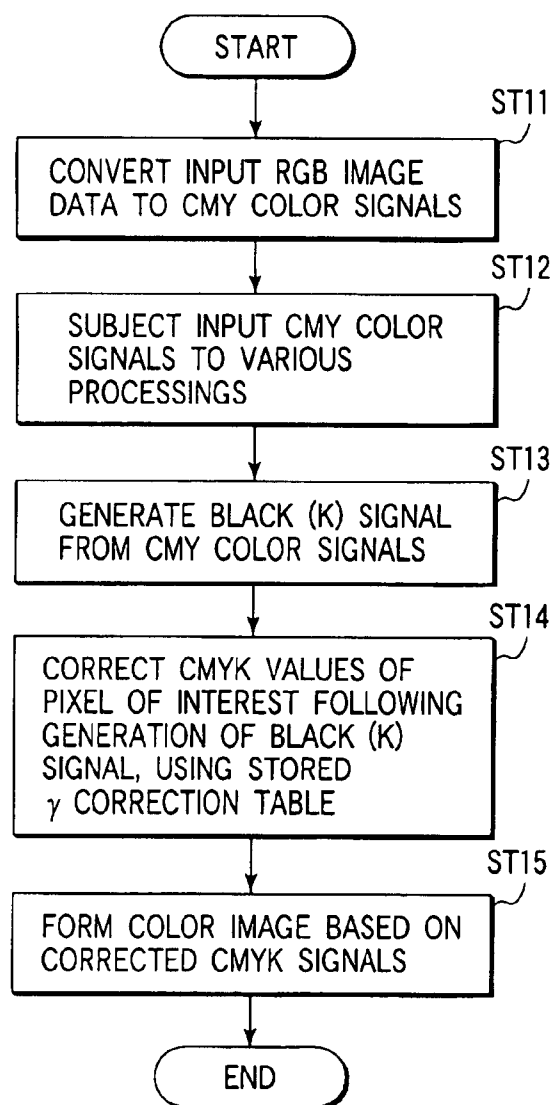 START
ST11
CONVERT INPUT RGB IMAGE
DATA TO CMY COLOR SIGNALS
ST12
SUBJECT INPUT CMY COLOR
SIGNALS TO VARIOUS
PROCESSINGS
ST13
GENERATE BLACK (K) SIGNAL
FROM CMY COLOR SIGNALS
ST14
CORRECT CMYK VALUES OF
PIXEL OF INTEREST FOLLOWING
GENERATION OF BLACK (K)
SIGNAL, USING STORED
γ CORRECTION TABLE
ST15
FORM COLOR IMAGE BASED ON
CORRECTED CMYK SIGNALS
END